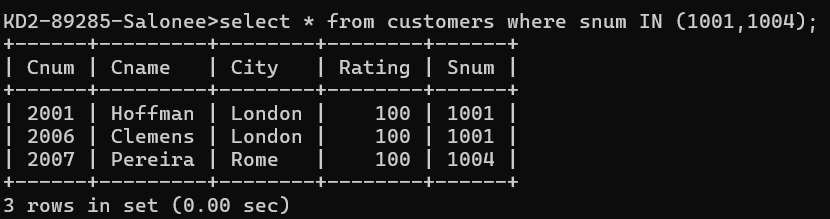 KD2-89285-Salonee>select * from customers where snum IN (1001,1004);
+------+---------+--------+--------+------+
| Cnum | Cname   | City   | Rating | Snum |
+------+---------+--------+--------+------+
| 2001 | Hoffman | London |    100 | 1001 |
| 2006 | Clemens | London |    100 | 1001 |
| 2007 | Pereira | Rome   |    100 | 1004 |
+------+---------+--------+--------+------+
3 rows in set (0.00 sec)